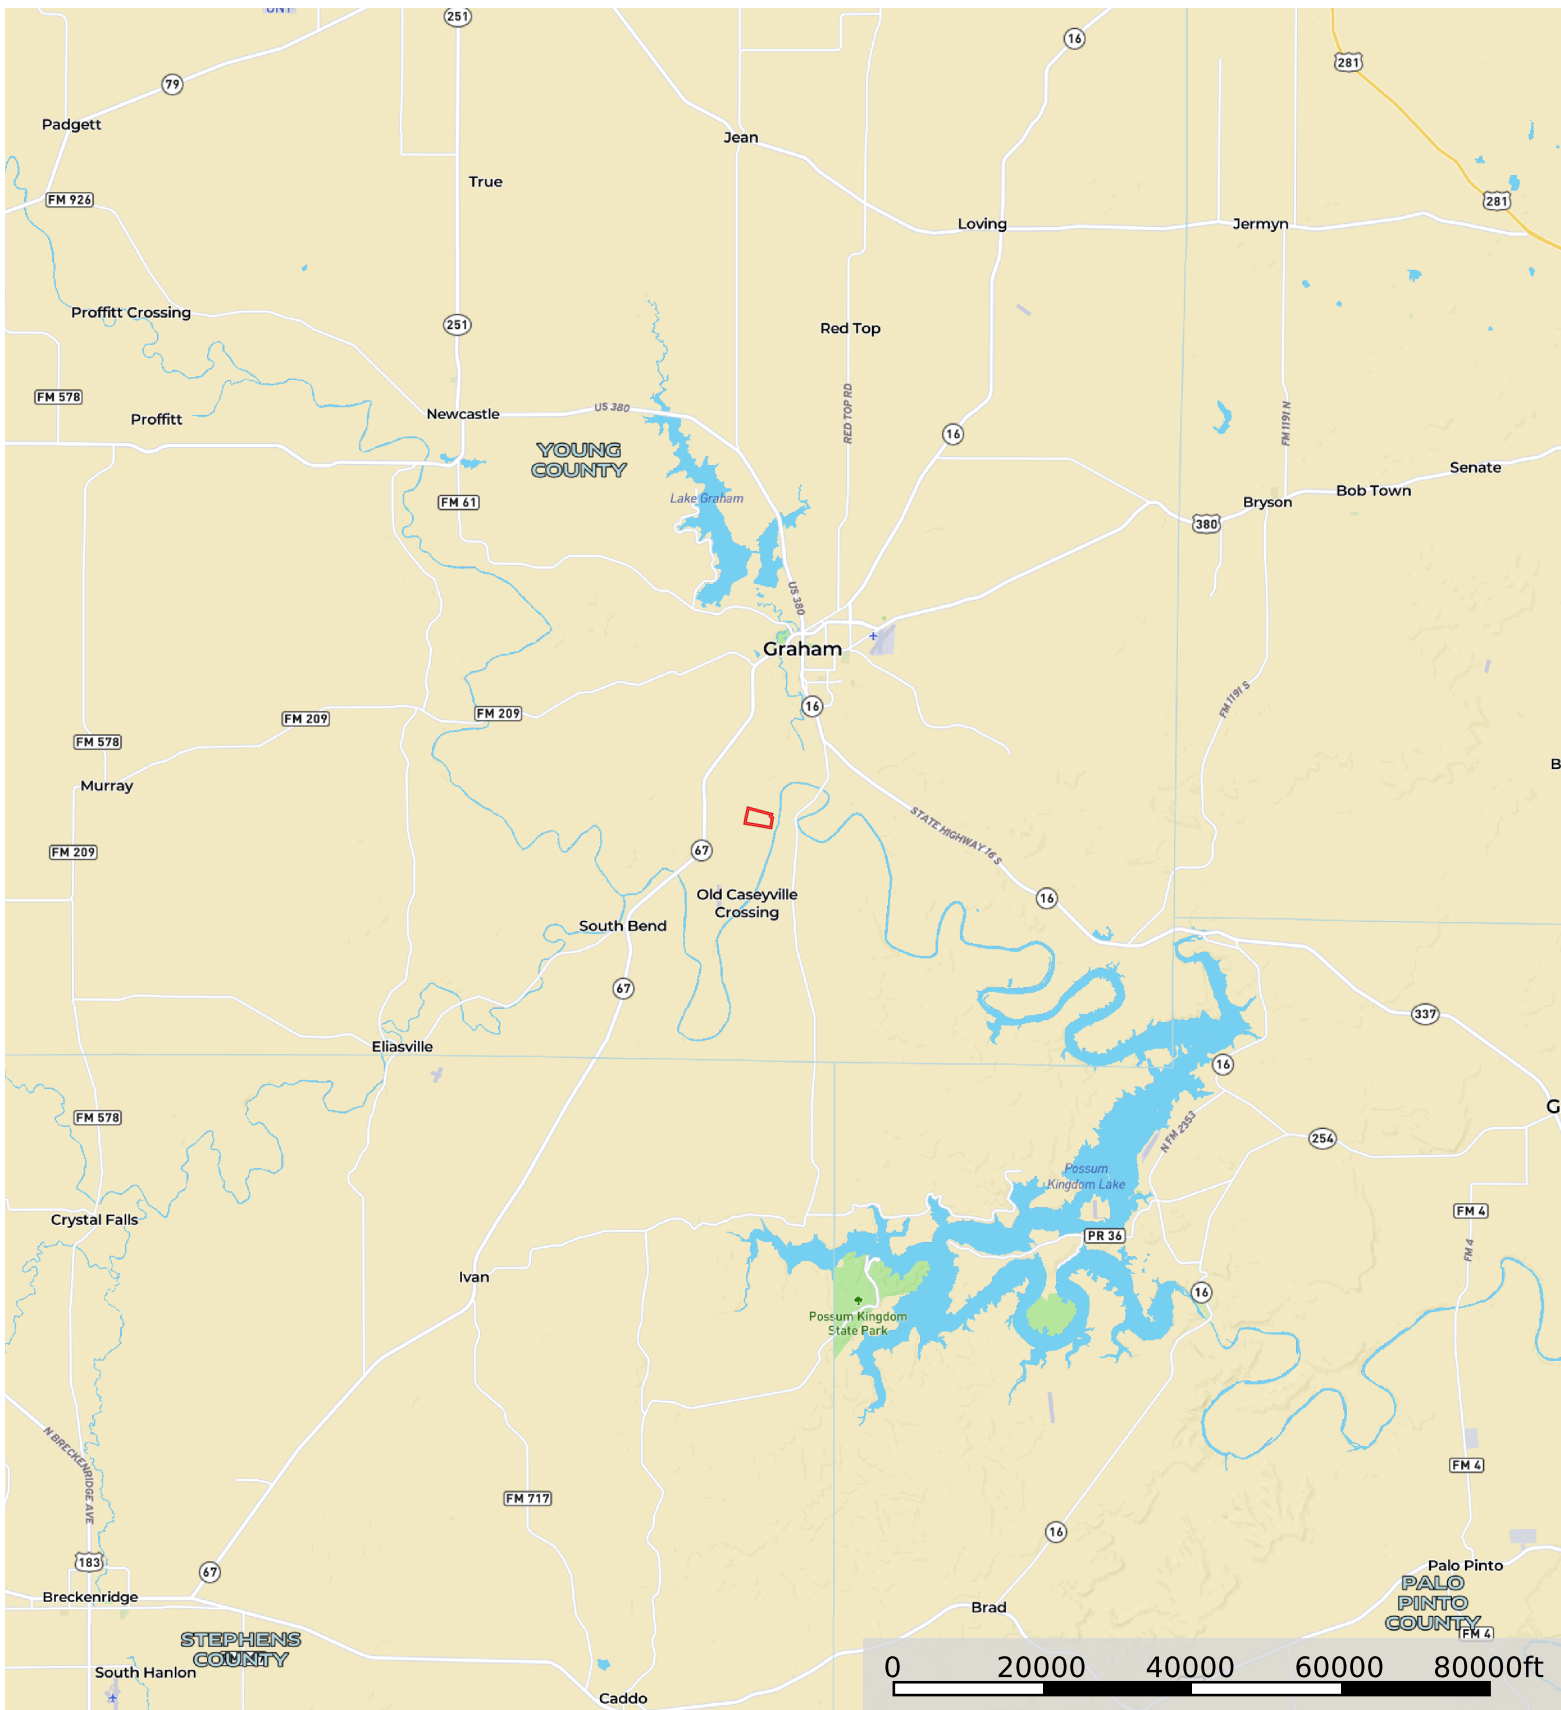 UNT
251
16
281
79
Padgett
Jean
True
FM 926
281
Loving
Jermyn
Proffitt Crossing
251
Red Top
FM 578
Proffitt
Newcastle
US 380
RED TOP RD
FM 1191 N
16
YOUNG
COUNTY
Senate
Bob Town
Lake Graham
FM 61
Bryson
380
US 380
Graham
FM 209
FM 209
16
FM 1191 S
FM 578
Murray
B
STATE HIGHWAY 16 S
FM 209
67
Old Caseyville
Crossing
16
South Bend
67
337
Eliasville
16
G
FM 578
N FM 2353
254
Possum
Kingdom Lake
Crystal Falls
FM 4
PR 36
FM 4
Ivan
16
Possum Kingdom
State Park
N BRECKENRIDGE AVE
FM 4
FM 717
16
183
67
Palo Pinto
Breckenridge
PALO
PINTO
COUNTY
Brad
FM 4
STEPHENS
COUNTY
South Hanlon
Caddo
0
20000
40000
60000
80000ft